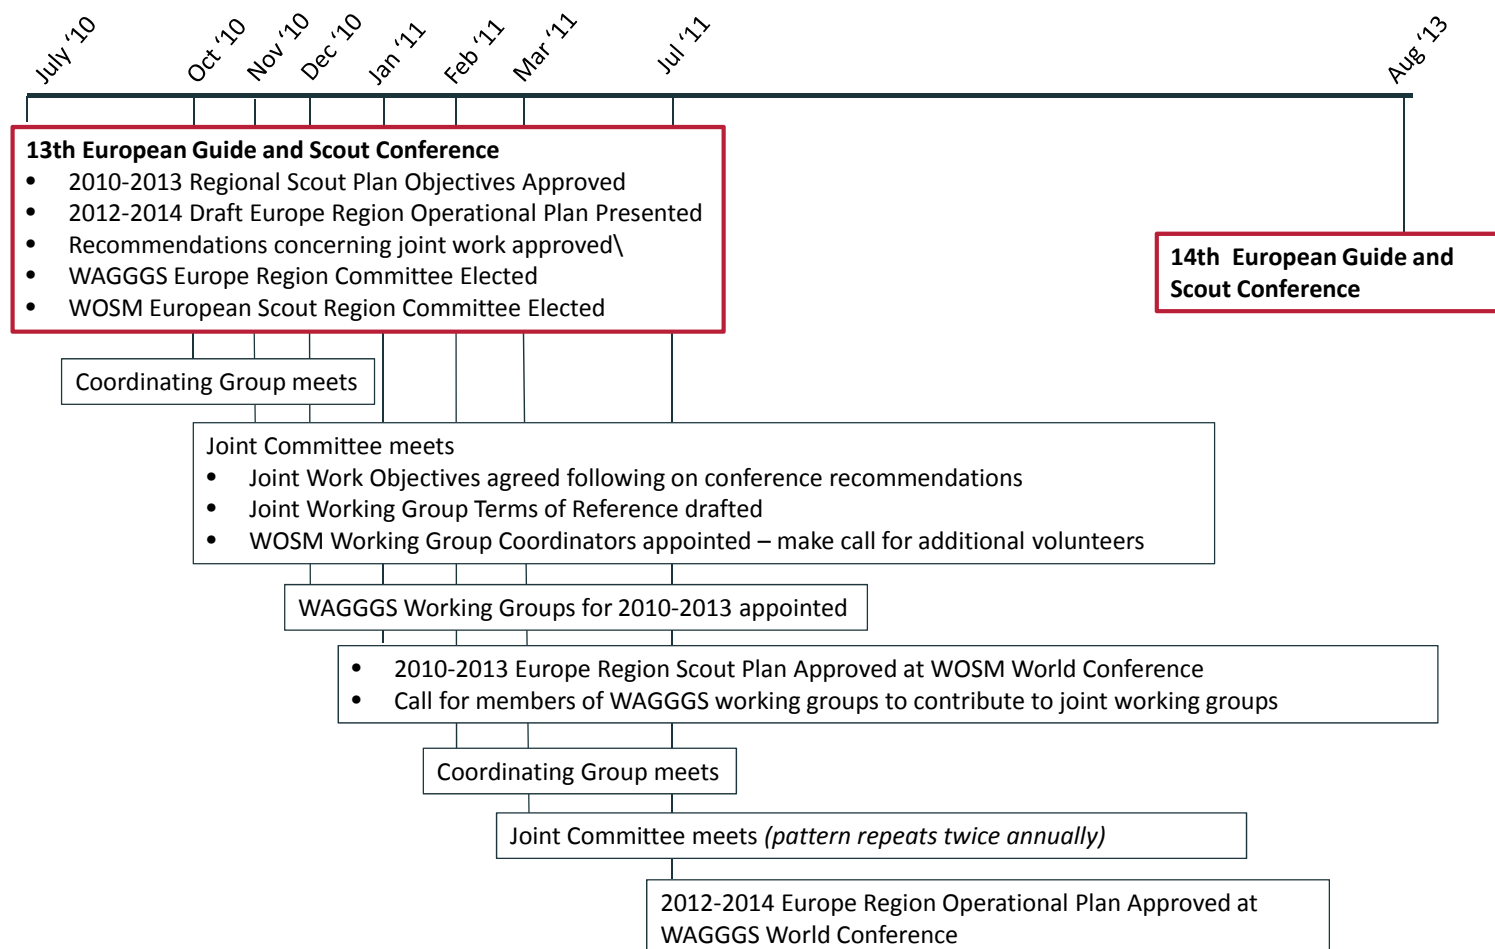 July ‘10
Oct ‘10
Nov ‘10
Dec ‘10
Jan ‘11
Feb ‘11
Mar ‘11
Jul ‘11
Aug ‘13
13th European Guide and Scout Conference
• 2010-2013 Regional Scout Plan Objectives Approved
• 2012-2014 Draft Europe Region Operational Plan Presented
• Recommendations concerning joint work approved\
• WAGGGS Europe Region Committee Elected
• WOSM European Scout Region Committee Elected
14th European Guide and
Scout Conference
Coordinating Group meets
Joint Committee meets
• Joint Work Objectives agreed following on conference recommendations
• Joint Working Group Terms of Reference drafted
• WOSM Working Group Coordinators appointed – make call for additional volunteers
WAGGGS Working Groups for 2010-2013 appointed
• 2010-2013 Europe Region Scout Plan Approved at WOSM World Conference
• Call for members of WAGGGS working groups to contribute to joint working groups
Coordinating Group meets
Joint Committee meets (pattern repeats twice annually)
2012-2014 Europe Region Operational Plan Approved at
WAGGGS World Conference